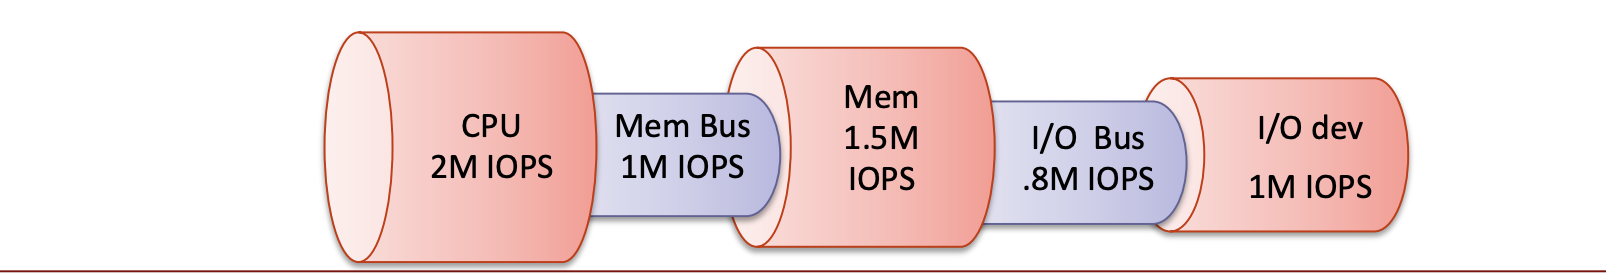 CPU
2M IOPS
Mem Bus
1M IOPS
Mem
1.5M
IOPS
I/O Bus
.8M IOPS
I/O dev
1M IOPS